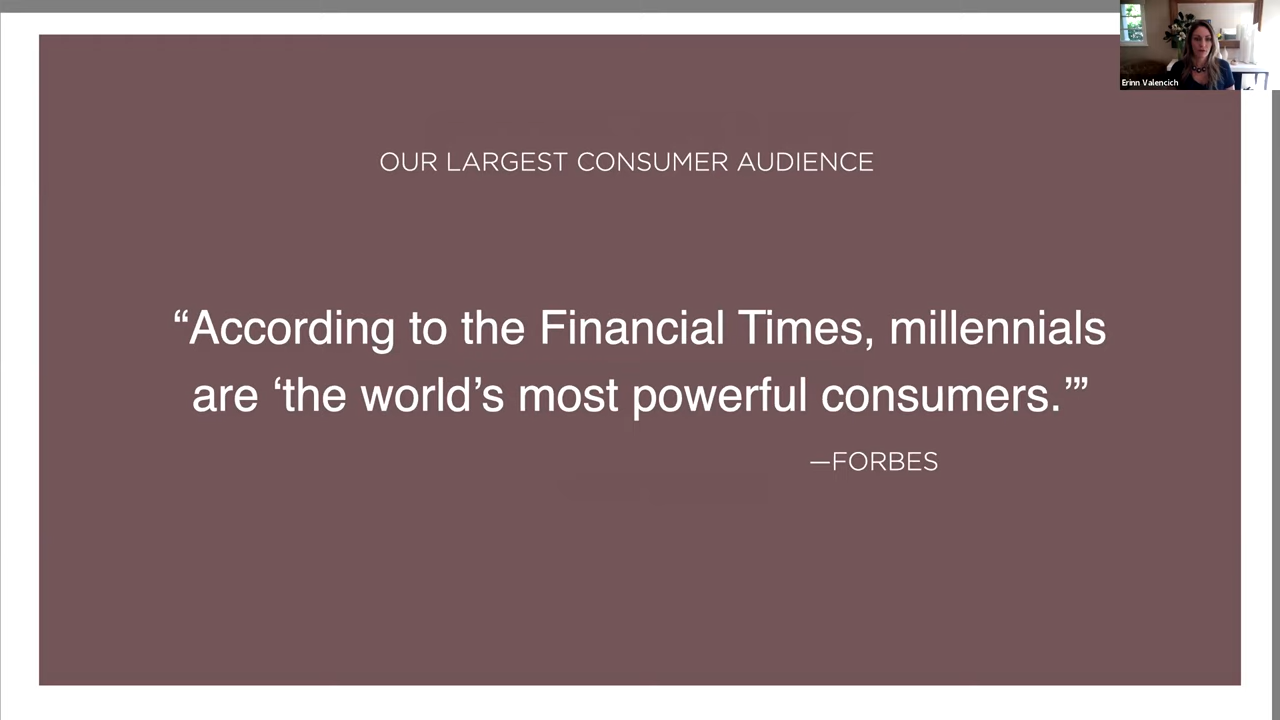 Erinn Valencich
OUR LARGEST CONSUMER AUDIENCE
“According to the Financial Times, millennials
are ‘the world’s most powerful consumers.’”
—FORBES